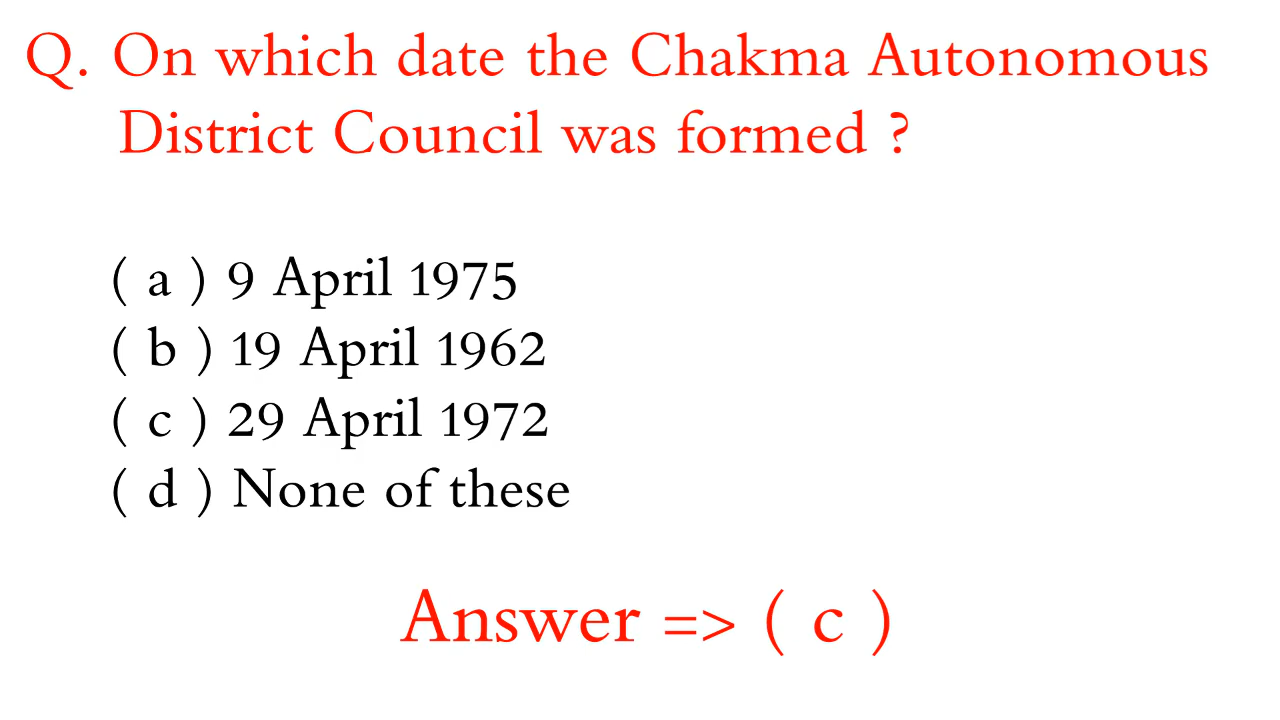 Q. On which date the Chakma Autonomous
District Council was formed ?
( a ) 9 April 1975
( b ) 19 April 1962
( c ) 29 April 1972
( d ) None of these
Answer => ( c )